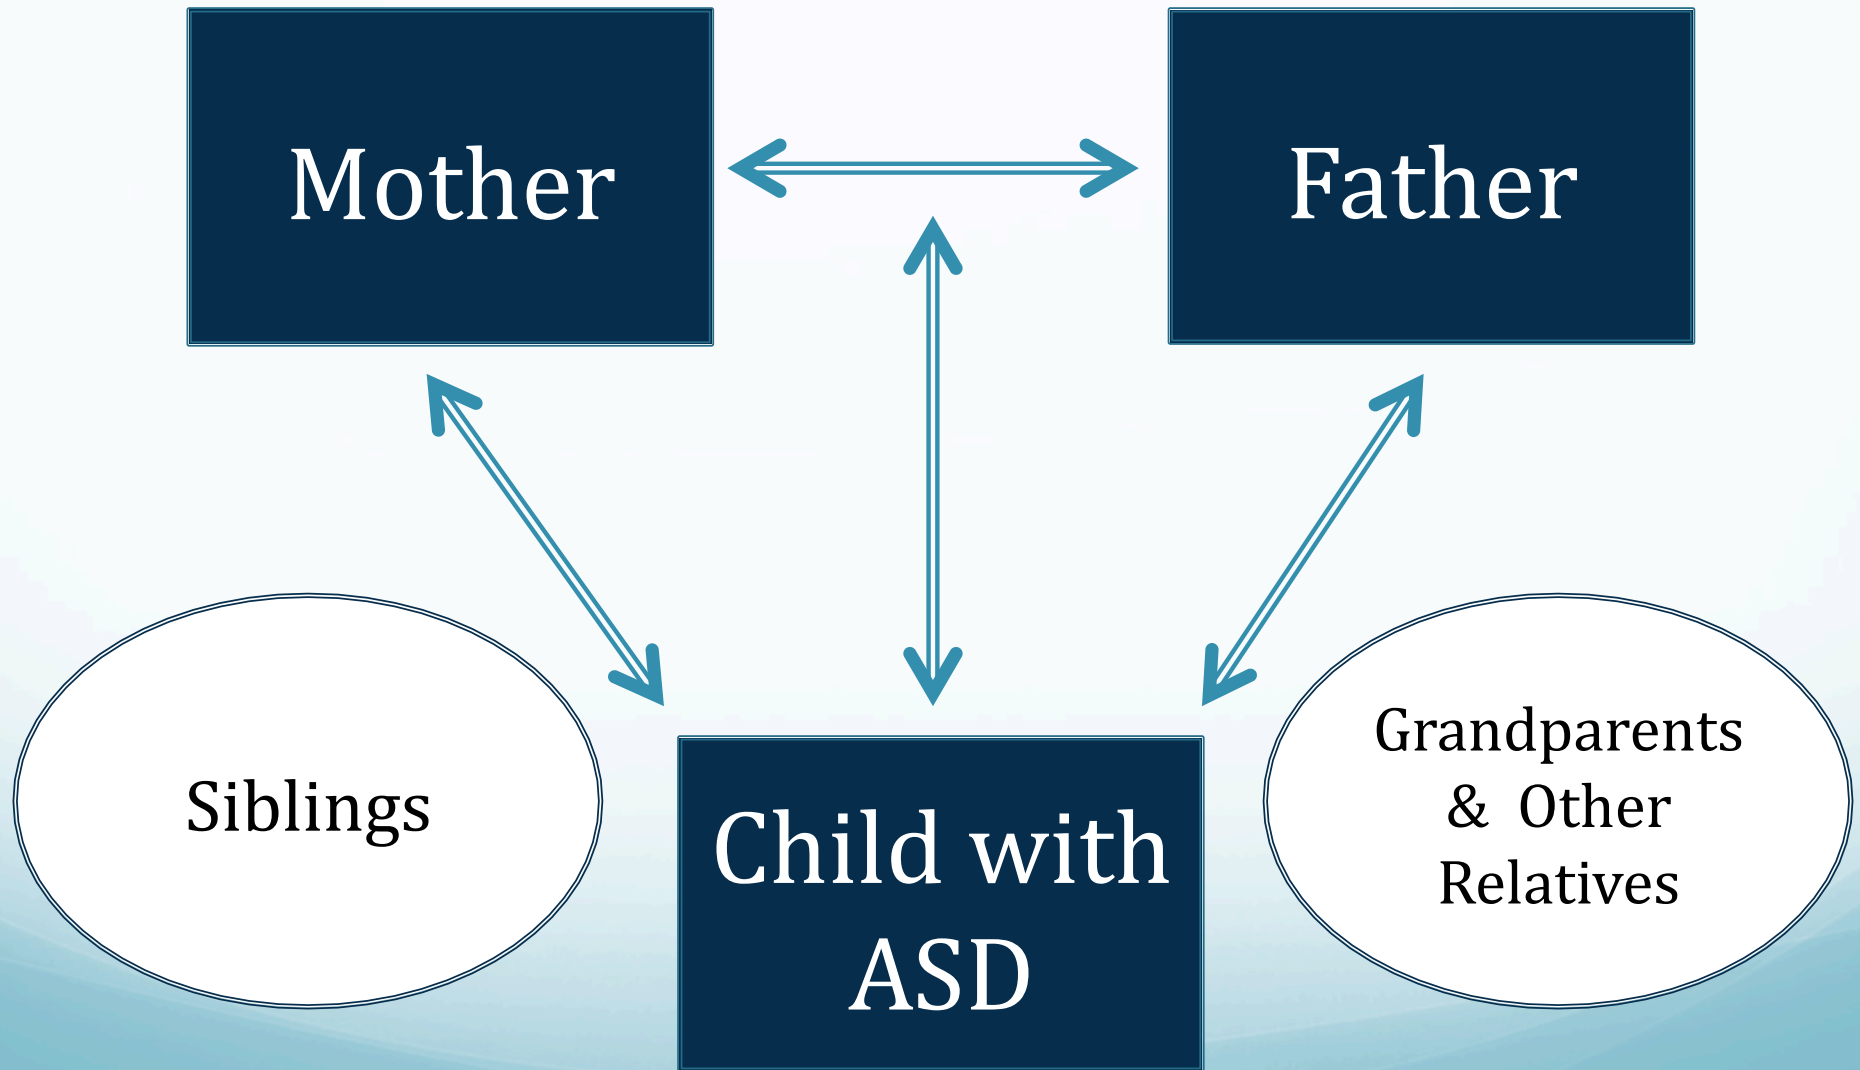 Mother
Father
Siblings
Child with
ASD
Grandparents
& Other
Relatives